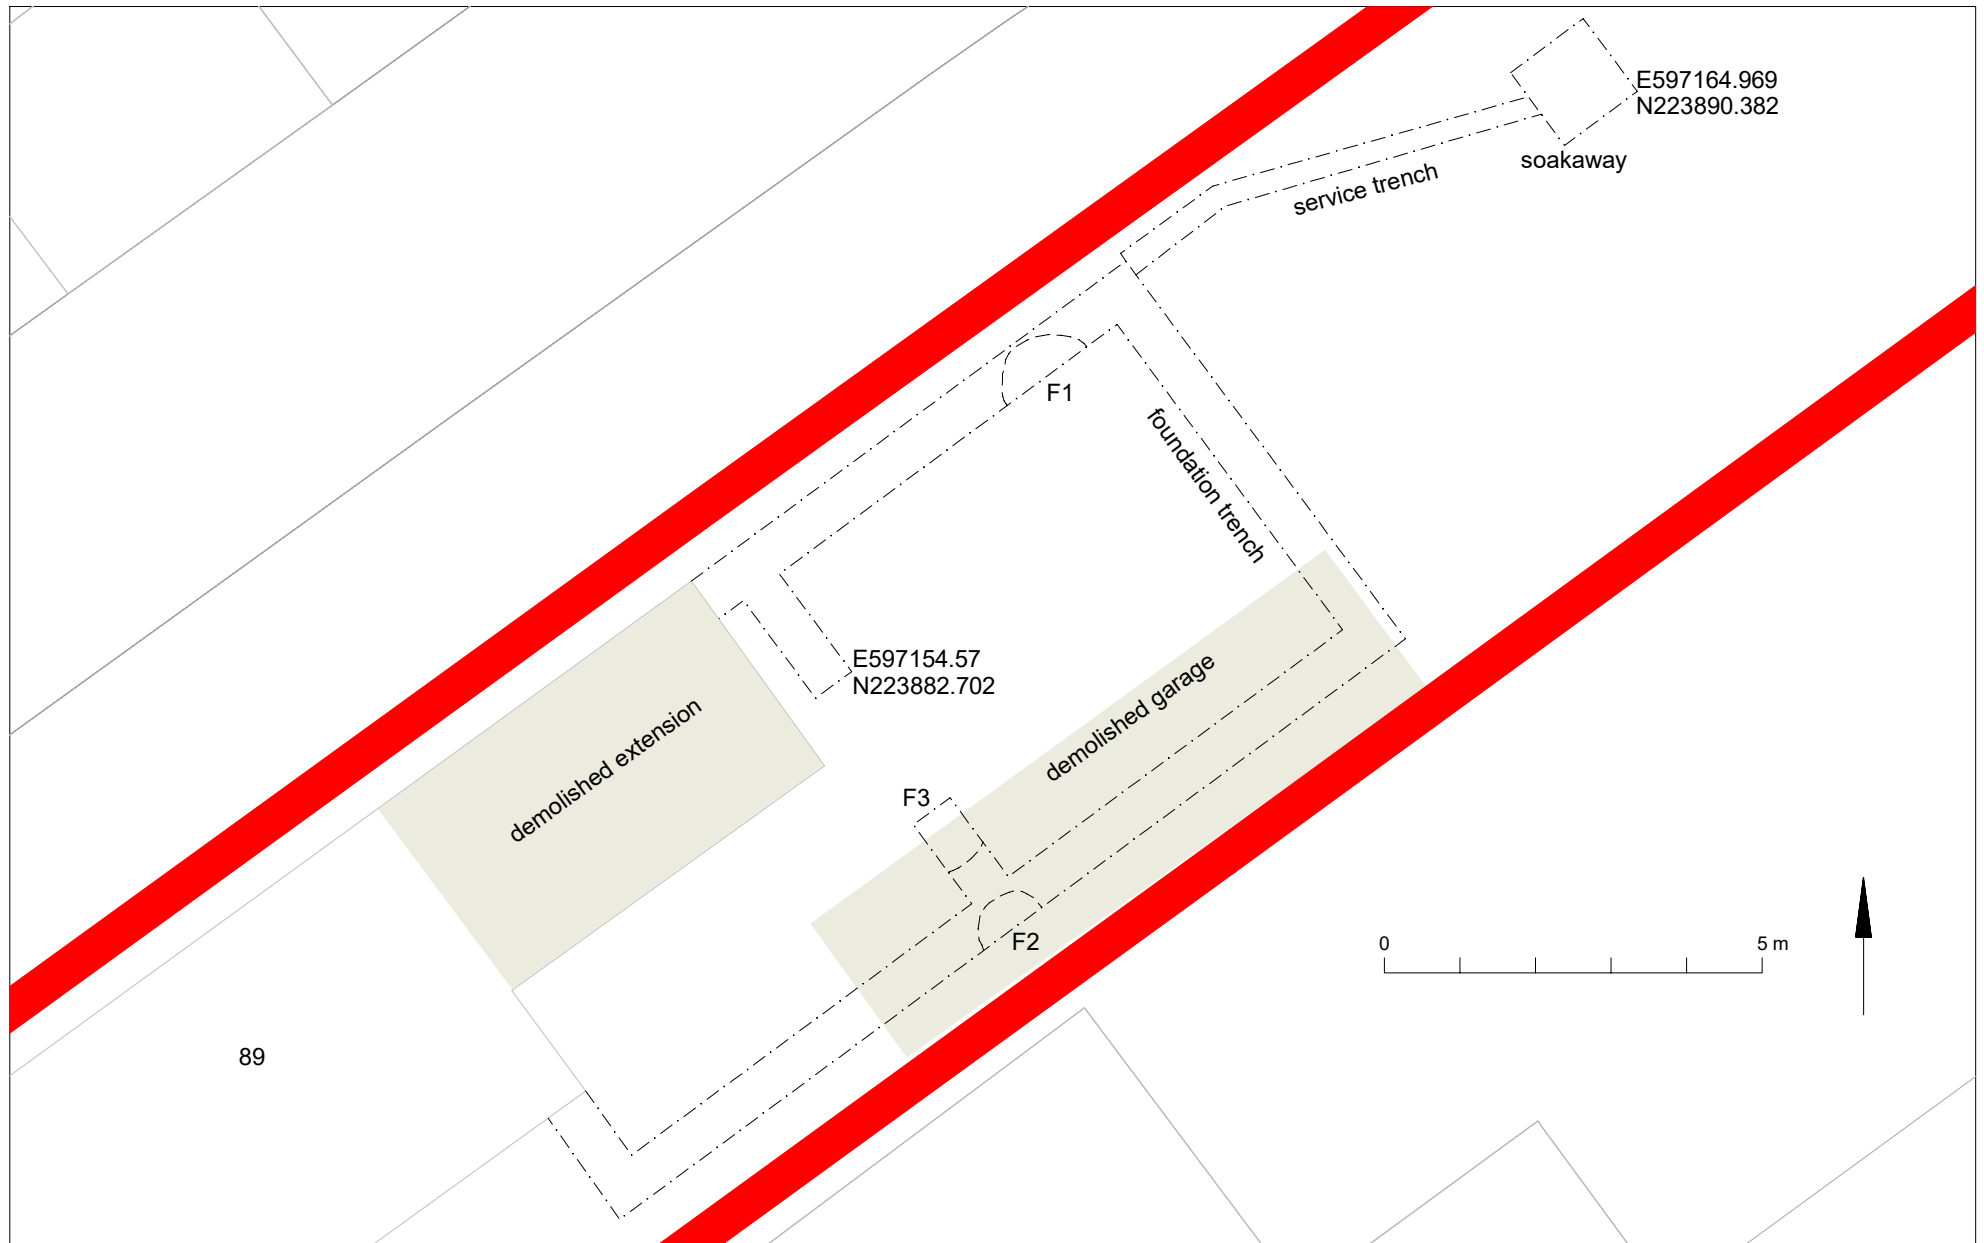 E597164.969
N223890.382
soakaway
service trench
F1
foundation trench
E597154.57
N223882.702
demolished extension
demolished garage
F3
F2
0 5 m
89